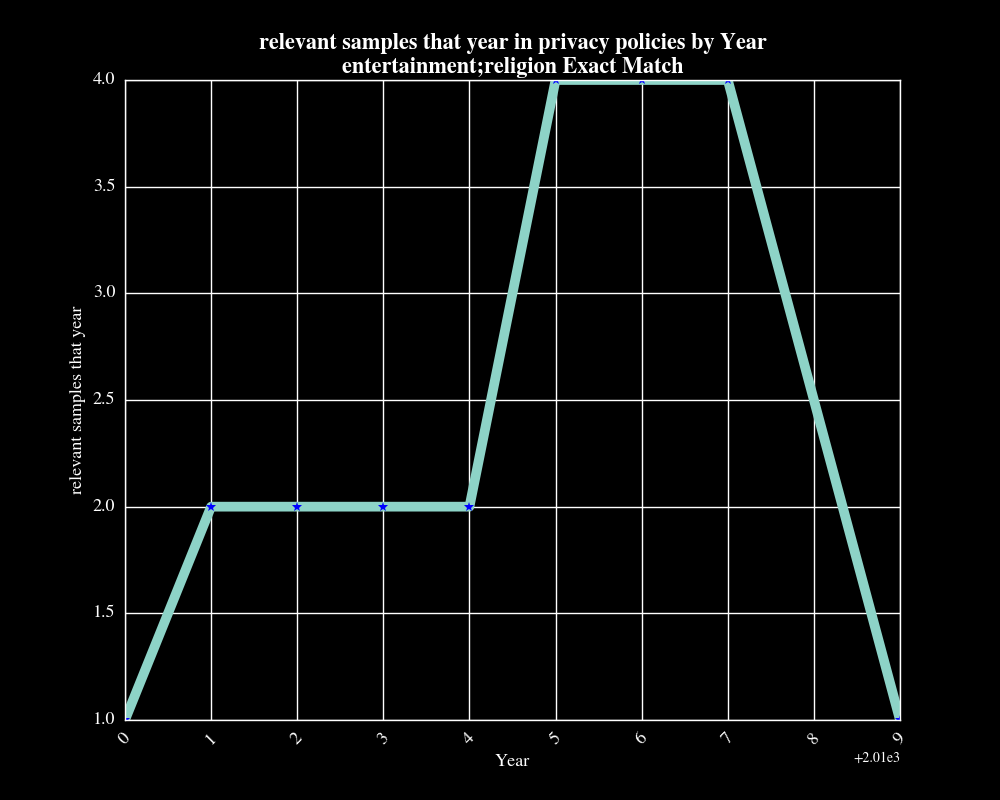 relevant samples that year in privacy policies by Year
entertainment;religion Exact Match
4.0
3.5
3.0
2.5
2.0
1.5
1.0
relevant samples that year
0 1 2 3 4 5 6 7 8 9
Year
+2.01e3